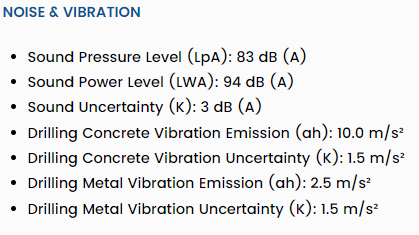 NOISE & VIBRATION
• Sound Pressure Level (LpA): 83 dB (A)
• Sound Power Level (LWA): 94 dB (A)
• Sound Uncertainty (K): 3 dB (A)
• Drilling Concrete Vibration Emission (ah): 10.0 m/s²
• Drilling Concrete Vibration Uncertainty (K): 1.5 m/s²
• Drilling Metal Vibration Emission (ah): 2.5 m/s²
• Drilling Metal Vibration Uncertainty (K): 1.5 m/s²